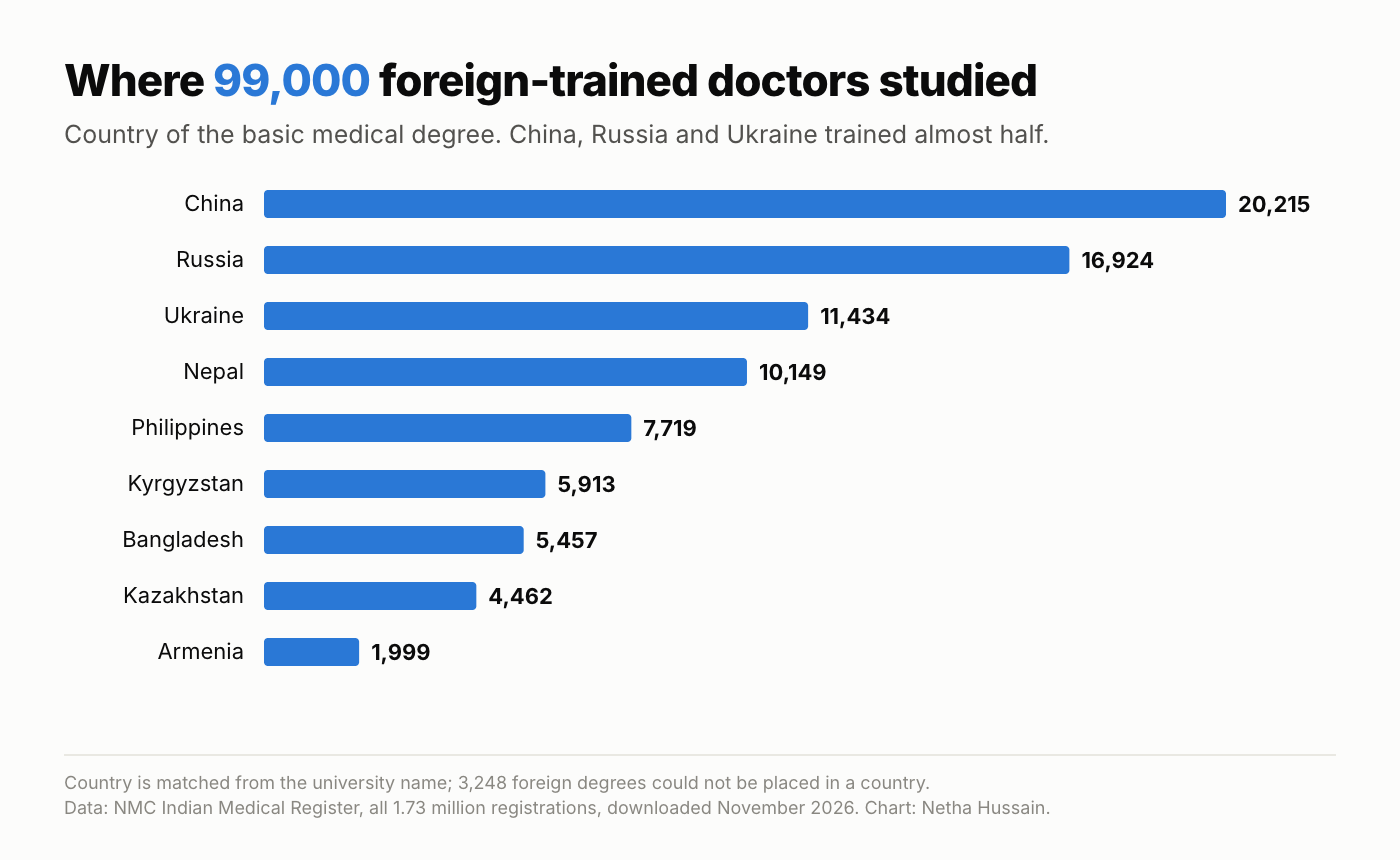 Where 99,000 foreign-trained doctors studied
Country of the basic medical degree. China, Russia and Ukraine trained almost half.
China 20,215
Russia 16,924
Ukraine 11,434
Nepal 10,149
Philippines 7,719
Kyrgyzstan 5,913
Bangladesh 5,457
Kazakhstan 4,462
Armenia 1,999
Country is matched from the university name; 3,248 foreign degrees could not be placed in a country.
Data: NMC Indian Medical Register, all 1.73 million registrations, downloaded November 2026. Chart: Netha Hussain.